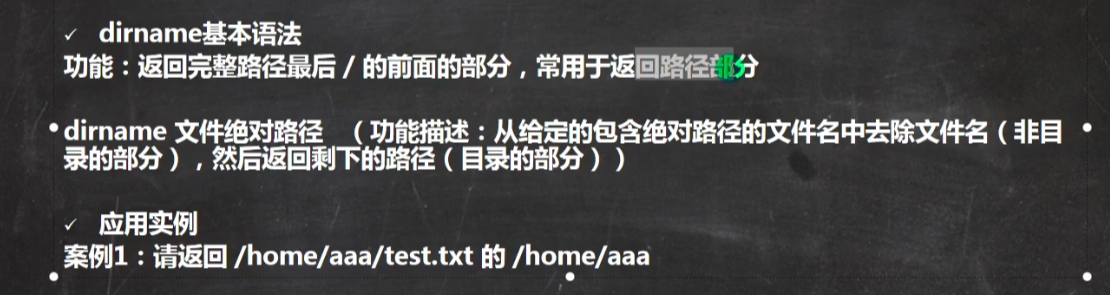 ✓ dirname基本语法
功能：返回完整路径最后 / 的前面的部分，常用于返回路径部分
dirname 文件绝对路径 （功能描述：从给定的包含绝对路径的文件名中去除文件名（非目
录的部分），然后返回剩下的路径（目录的部分））
✓ 应用实例
案例1：请返回 /home/aaa/test.txt 的 /home/aaa